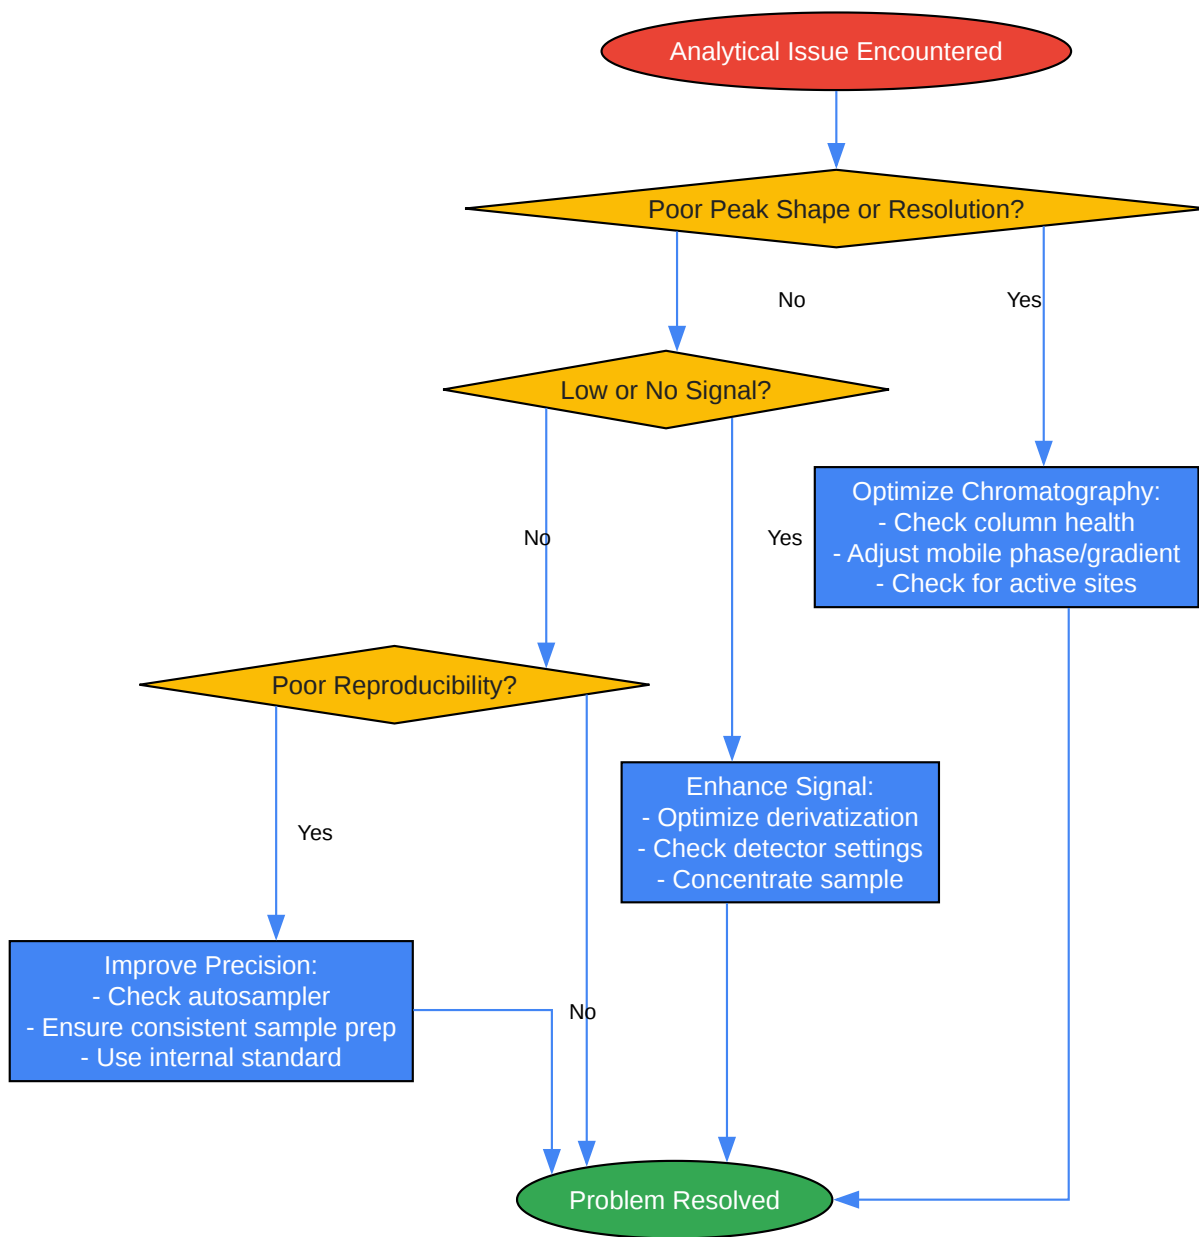 Analytical Issue Encountered
Poor Peak Shape or Resolution?
No
Yes
Low or No Signal?
Optimize Chromatography:
- Check column health
- Adjust mobile phase/gradient
- Check for active sites
No
Yes
Poor Reproducibility?
Enhance Signal:
- Optimize derivatization
- Check detector settings
- Concentrate sample
Yes
Improve Precision:
- Check autosampler
- Ensure consistent sample prep
- Use internal standard
No
Problem Resolved